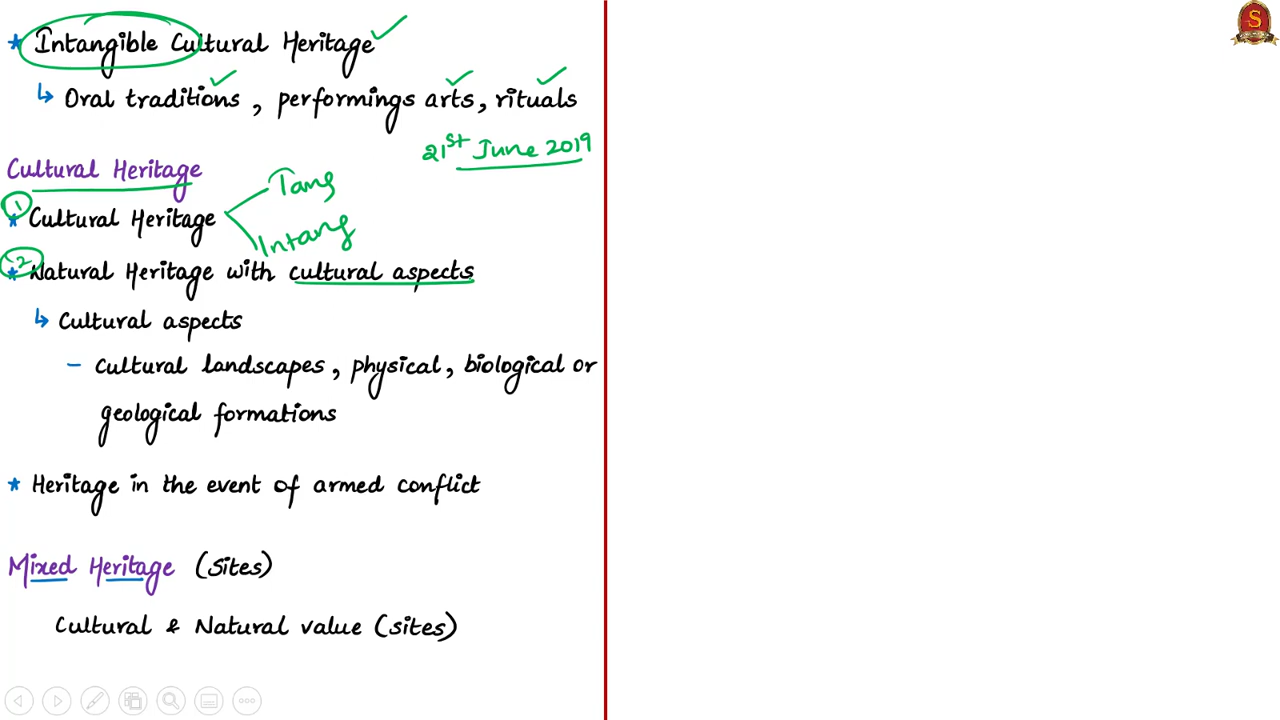 * Intangible Cultural Heritage
↳ Oral traditions, performings arts, rituals
21st June 2019
Cultural Heritage
Tang
1
* Cultural Heritage
Intang
2
* Natural Heritage with cultural aspects
↳ Cultural aspects
- Cultural landscapes, physical, biological or
geological formations
* Heritage in the event of armed conflict
Mixed Heritage (Sites)
Cultural & Natural value (sites)
S